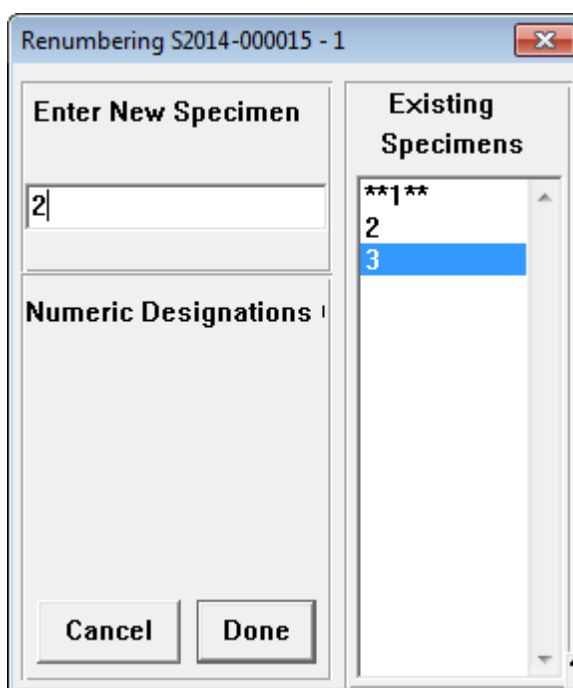 Renumbering S2014-000015 - 1
Enter New Specimen
2
Numeric Designations
Cancel
Done
Existing
Specimens
**1**
2
3